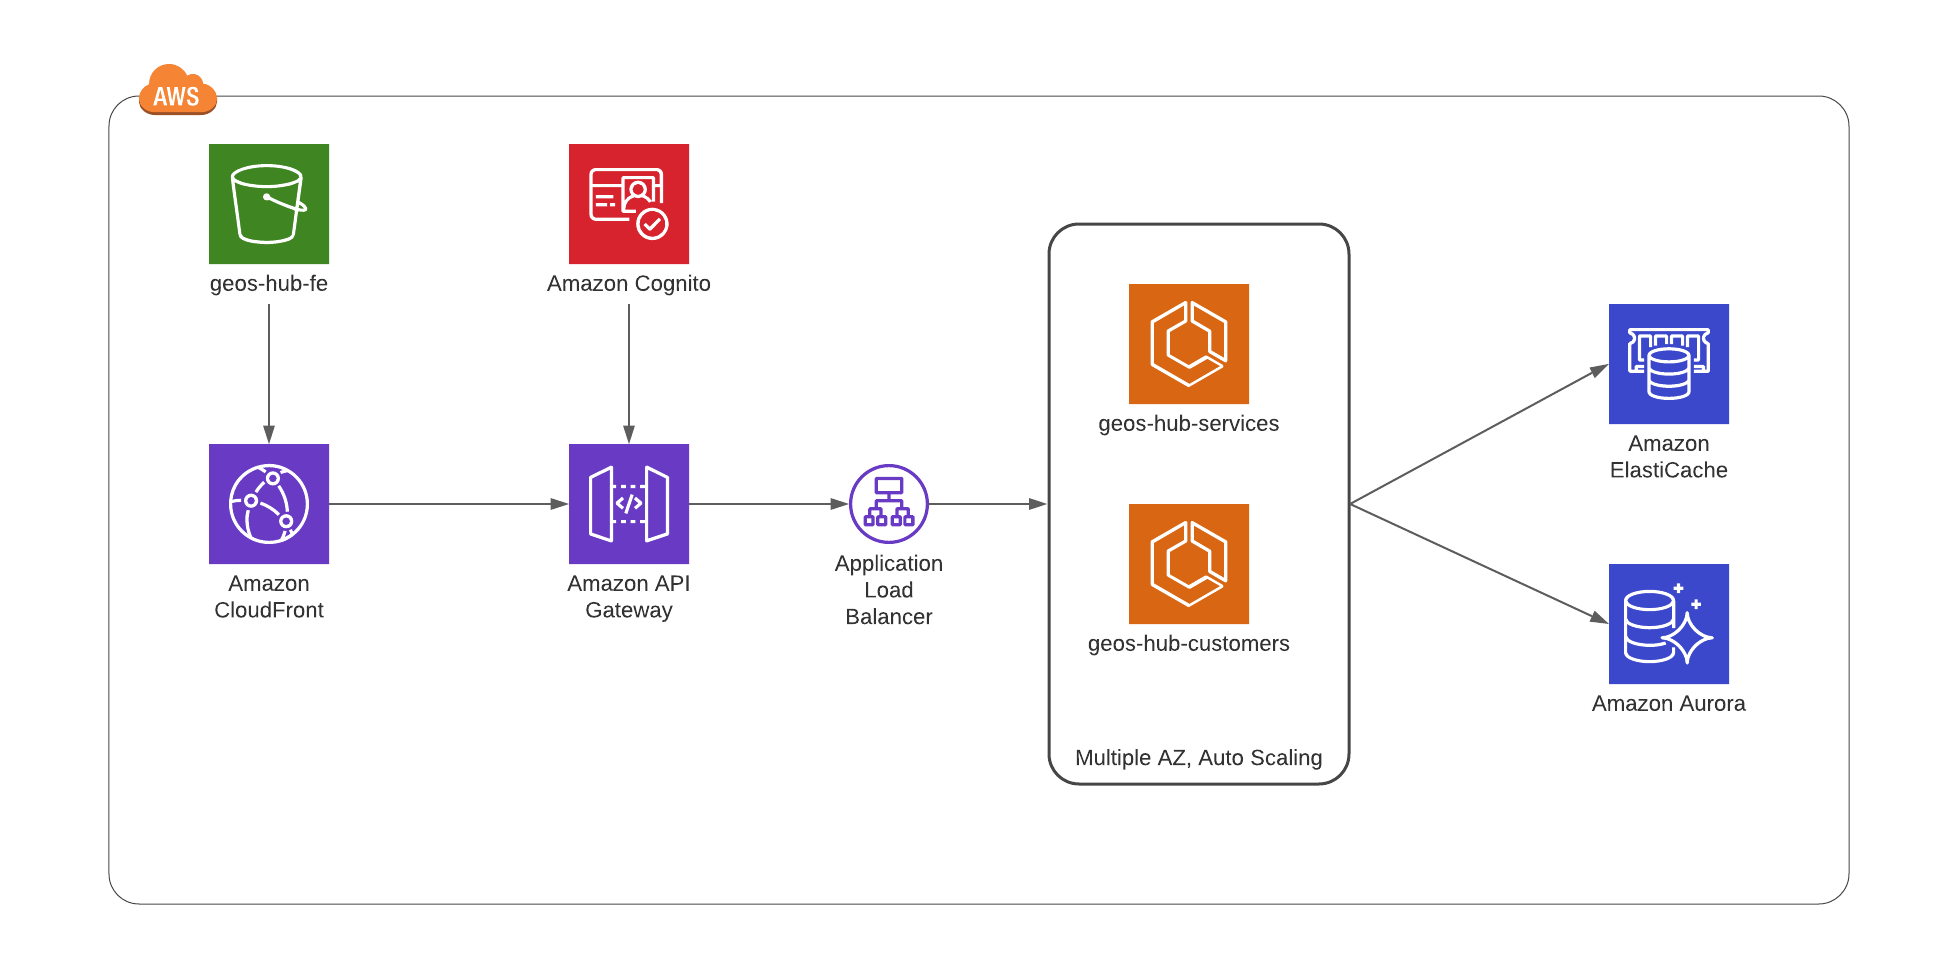 AWS
geos-hub-fe
Amazon Cognito
Amazon
CloudFront
Amazon API
Gateway
Application
Load
Balancer
geos-hub-services
geos-hub-customers
Multiple AZ, Auto Scaling
Amazon
ElastiCache
Amazon Aurora